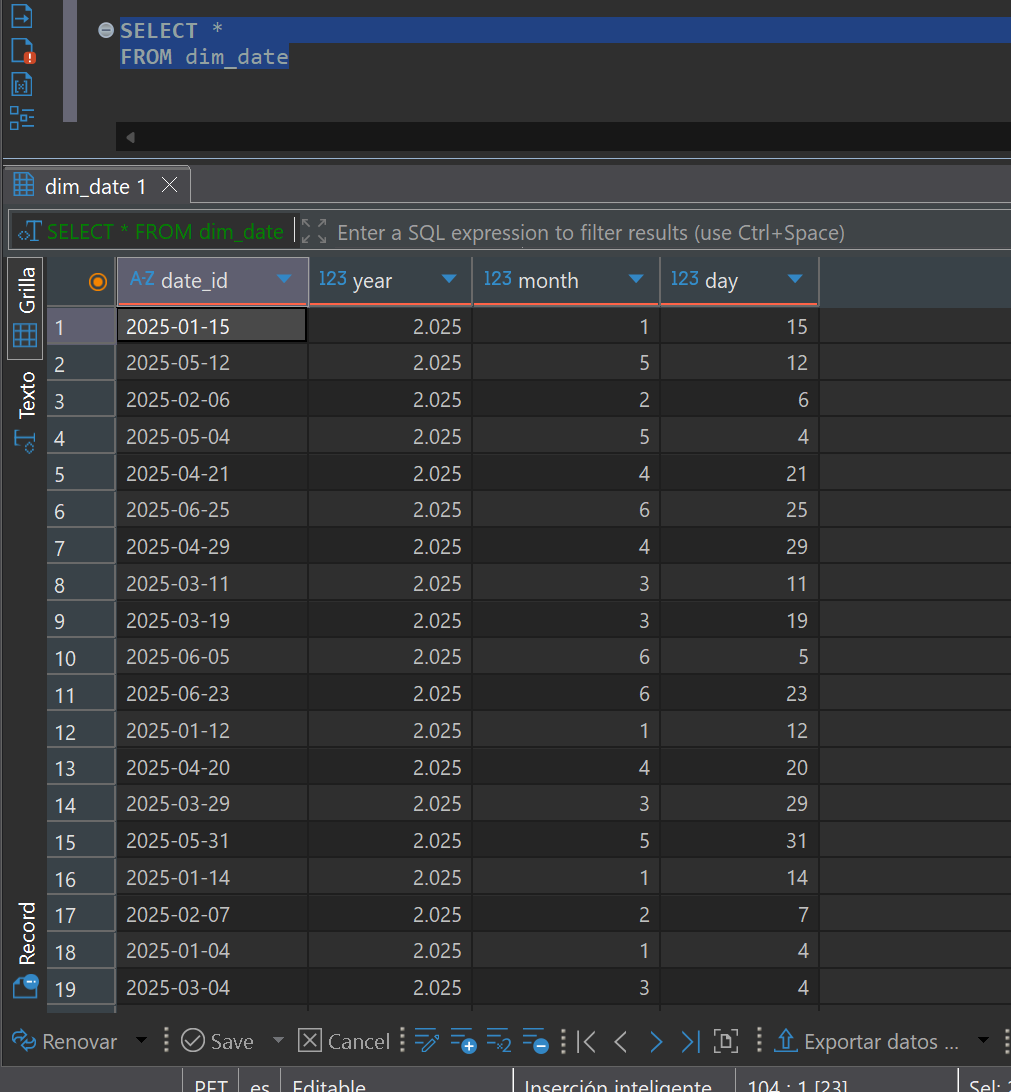 SELECT *
FROM dim_date
dim_date 1
SELECT * FROM dim_date Enter a SQL expression to filter results (use Ctrl+Space)
Grilla
Texto
Record
A-Z date_id 123 year 123 month 123 day
1 2025-01-15 2.025 1 15
2 2025-05-12 2.025 5 12
3 2025-02-06 2.025 2 6
4 2025-05-04 2.025 5 4
5 2025-04-21 2.025 4 21
6 2025-06-25 2.025 6 25
7 2025-04-29 2.025 4 29
8 2025-03-11 2.025 3 11
9 2025-03-19 2.025 3 19
10 2025-06-05 2.025 6 5
11 2025-06-23 2.025 6 23
12 2025-01-12 2.025 1 12
13 2025-04-20 2.025 4 20
14 2025-03-29 2.025 3 29
15 2025-05-31 2.025 5 31
16 2025-01-14 2.025 1 14
17 2025-02-07 2.025 2 7
18 2025-01-04 2.025 1 4
19 2025-03-04 2.025 3 4
Renovar Save Cancel Exportar datos ...
PET es Editable Inserción inteligente 104 : 1 [23] Sel: